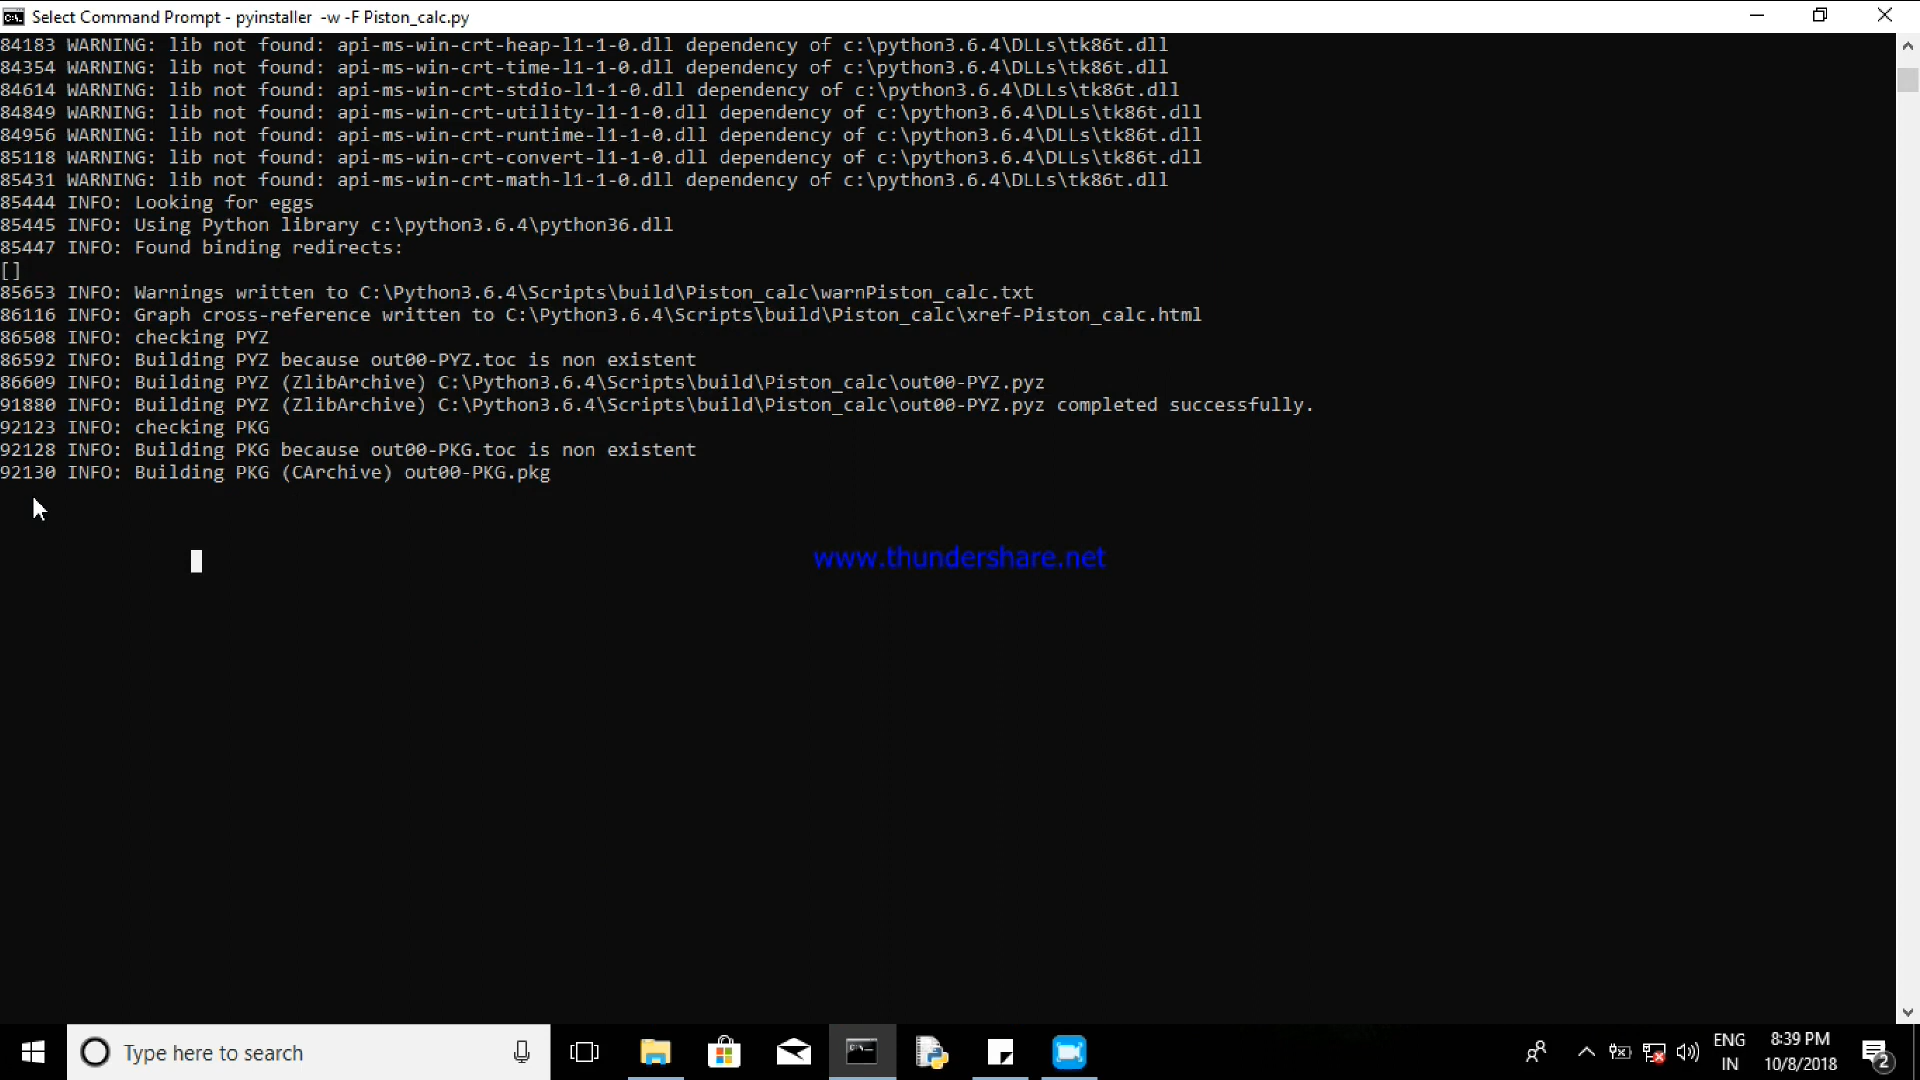 Select Command Prompt - pyinstaller  -w -F Piston_calc.py
84183 WARNING: lib not found: api-ms-win-crt-heap-l1-1-0.dll dependency of c:\python3.6.4\DLLs\tk86t.dll
84354 WARNING: lib not found: api-ms-win-crt-time-l1-1-0.dll dependency of c:\python3.6.4\DLLs\tk86t.dll
84614 WARNING: lib not found: api-ms-win-crt-stdio-l1-1-0.dll dependency of c:\python3.6.4\DLLs\tk86t.dll
84849 WARNING: lib not found: api-ms-win-crt-utility-l1-1-0.dll dependency of c:\python3.6.4\DLLs\tk86t.dll
84956 WARNING: lib not found: api-ms-win-crt-runtime-l1-1-0.dll dependency of c:\python3.6.4\DLLs\tk86t.dll
85118 WARNING: lib not found: api-ms-win-crt-convert-l1-1-0.dll dependency of c:\python3.6.4\DLLs\tk86t.dll
85431 WARNING: lib not found: api-ms-win-crt-math-l1-1-0.dll dependency of c:\python3.6.4\DLLs\tk86t.dll
85444 INFO: Looking for eggs
85445 INFO: Using Python library c:\python3.6.4\python36.dll
85447 INFO: Found binding redirects:
[]
85653 INFO: Warnings written to C:\Python3.6.4\Scripts\build\Piston_calc\warnPiston_calc.txt
86116 INFO: Graph cross-reference written to C:\Python3.6.4\Scripts\build\Piston_calc\xref-Piston_calc.html
86508 INFO: checking PYZ
86592 INFO: Building PYZ because out00-PYZ.toc is non existent
86609 INFO: Building PYZ (ZlibArchive) C:\Python3.6.4\Scripts\build\Piston_calc\out00-PYZ.pyz
91880 INFO: Building PYZ (ZlibArchive) C:\Python3.6.4\Scripts\build\Piston_calc\out00-PYZ.pyz completed successfully.
92123 INFO: checking PKG
92128 INFO: Building PKG because out00-PKG.toc is non existent
92130 INFO: Building PKG (CArchive) out00-PKG.pkg
www.thundershare.net
Type here to search
ENG
IN
8:39 PM
10/8/2018
2